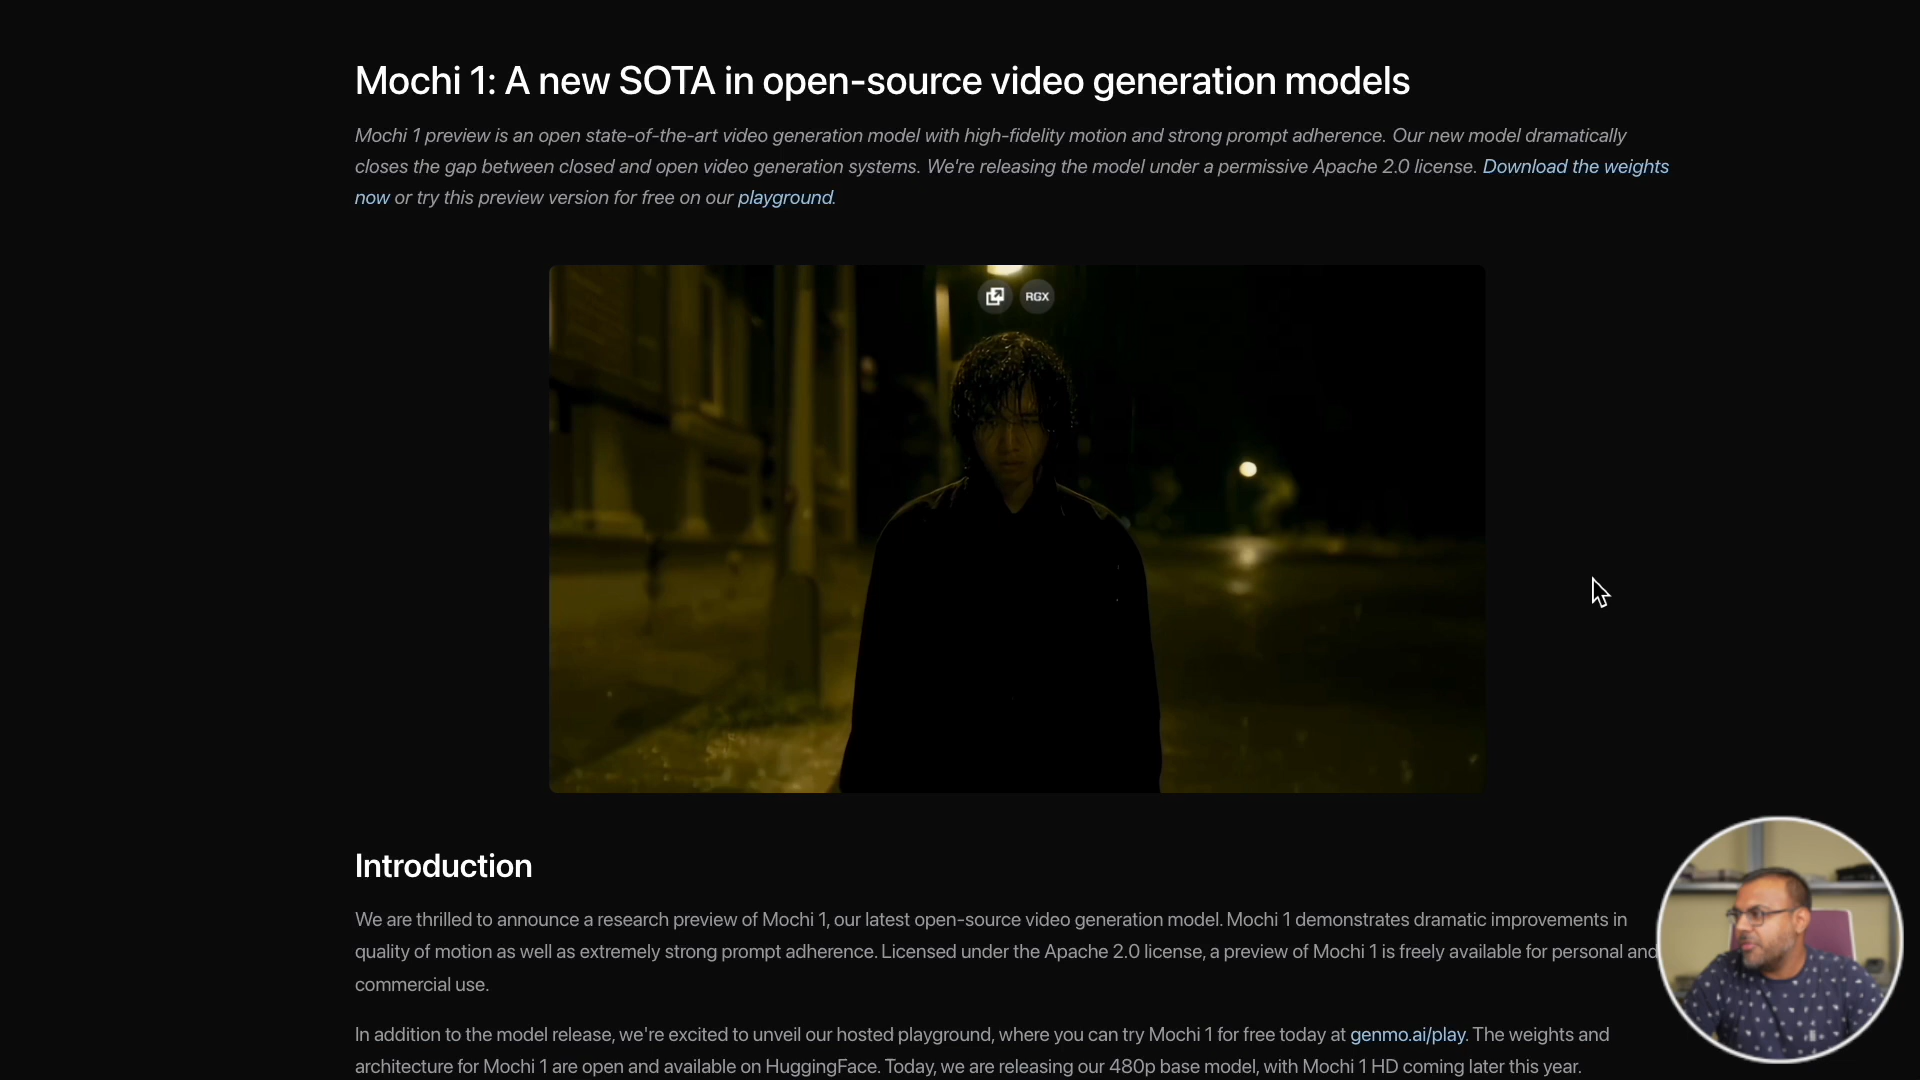 Mochi 1: A new SOTA in open-source video generation models
Mochi 1 preview is an open state-of-the-art video generation model with high-fidelity motion and strong prompt adherence. Our new model dramatically
closes the gap between closed and open video generation systems. We're releasing the model under a permissive Apache 2.0 license. Download the weights
now or try this preview version for free on our playground.
RGX
Introduction
We are thrilled to announce a research preview of Mochi 1, our latest open-source video generation model. Mochi 1 demonstrates dramatic improvements in
quality of motion as well as extremely strong prompt adherence. Licensed under the Apache 2.0 license, a preview of Mochi 1 is freely available for personal and
commercial use.
In addition to the model release, we're excited to unveil our hosted playground, where you can try Mochi 1 for free today at genmo.ai/play. The weights and
architecture for Mochi 1 are open and available on HuggingFace. Today, we are releasing our 480p base model, with Mochi 1 HD coming later this year.